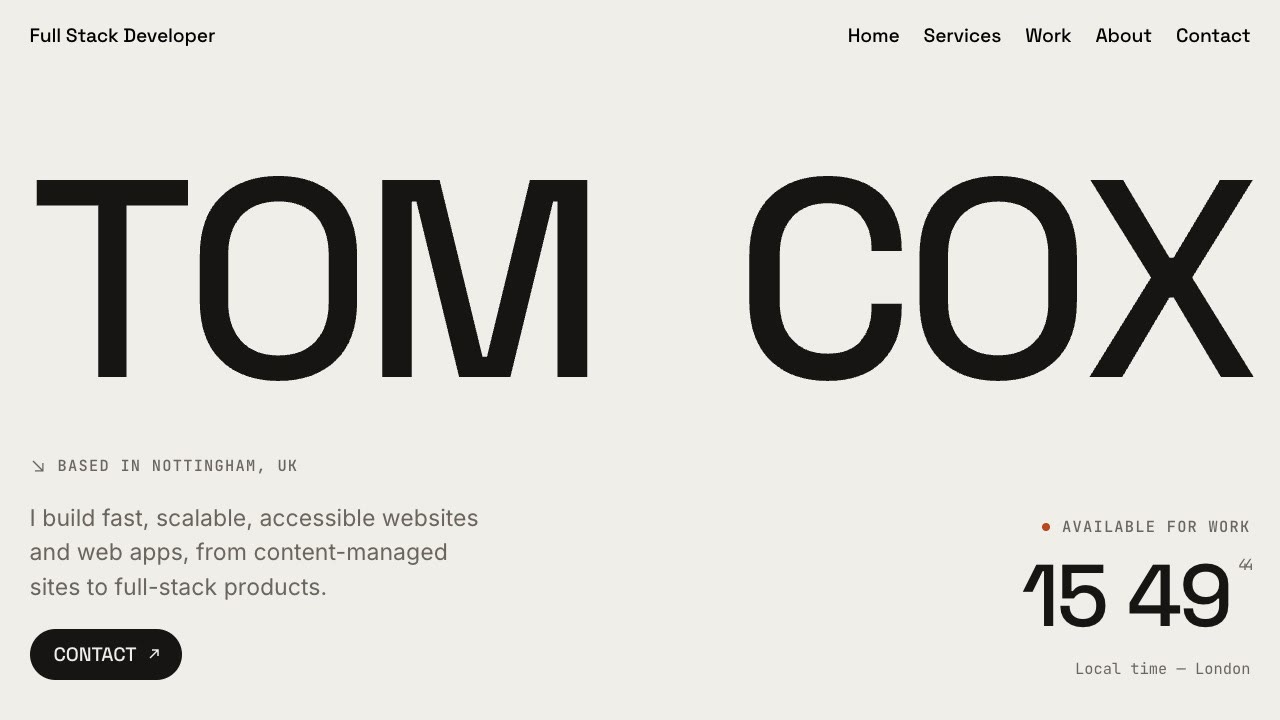 Full Stack Developer
Home Services Work About Contact
TOM COX
BASED IN NOTTINGHAM, UK
I build fast, scalable, accessible websites
and web apps, from content-managed
sites to full-stack products.
CONTACT
AVAILABLE FOR WORK
15 49 44
Local time — London